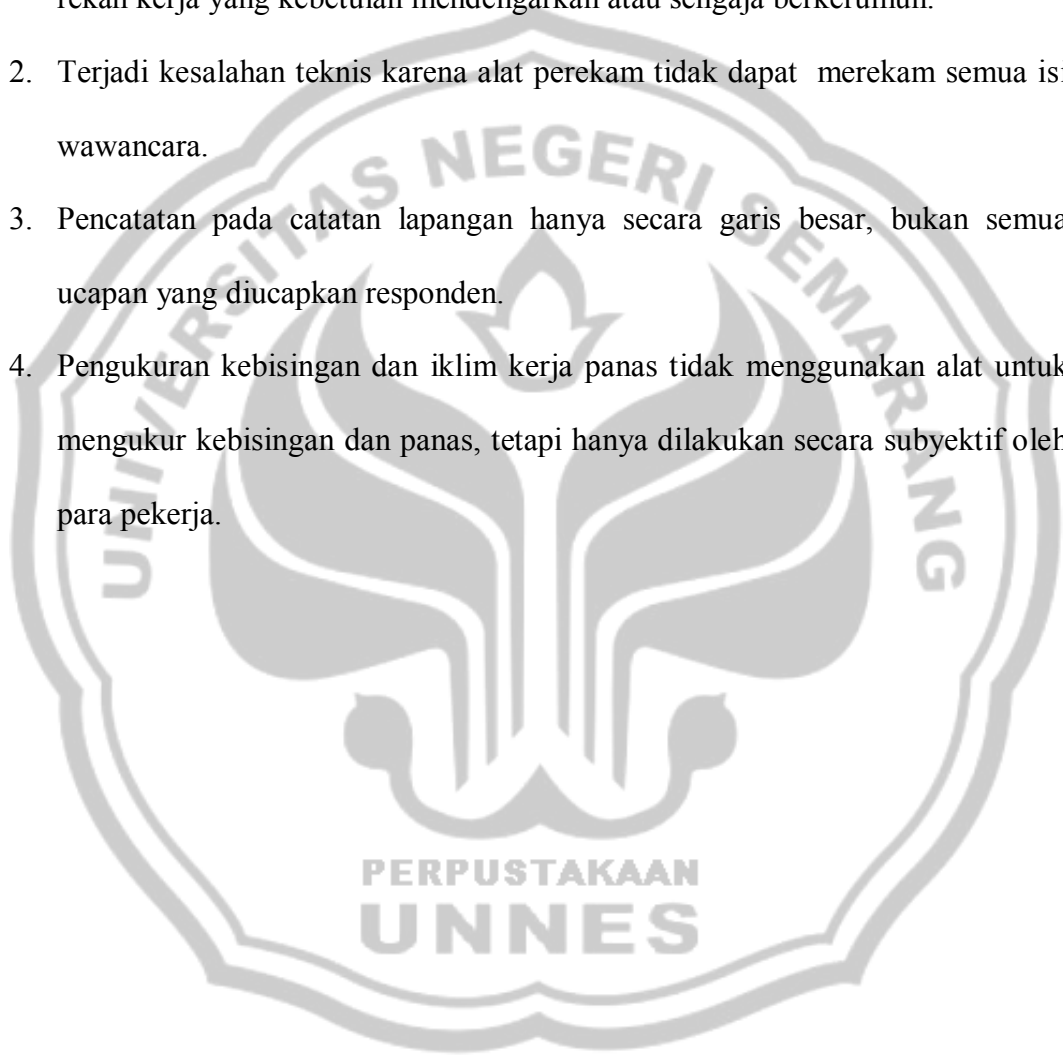 rekan kerja yang kebetulan mendengarkan atau sengaja berkerumun.
2. Terjadi kesalahan teknis karena alat perekam tidak dapat merekam semua isi
wawancara.
3. Pencatatan pada catatan lapangan hanya secara garis besar, bukan semua
ucapan yang diucapkan responden.
4. Pengukuran kebisingan dan iklim kerja panas tidak menggunakan alat untuk
mengukur kebisingan dan panas, tetapi hanya dilakukan secara subyektif oleh
para pekerja.
UNIVERSITAS NEGERI SEMARANG
PERPUSTAKAAN
UNNES